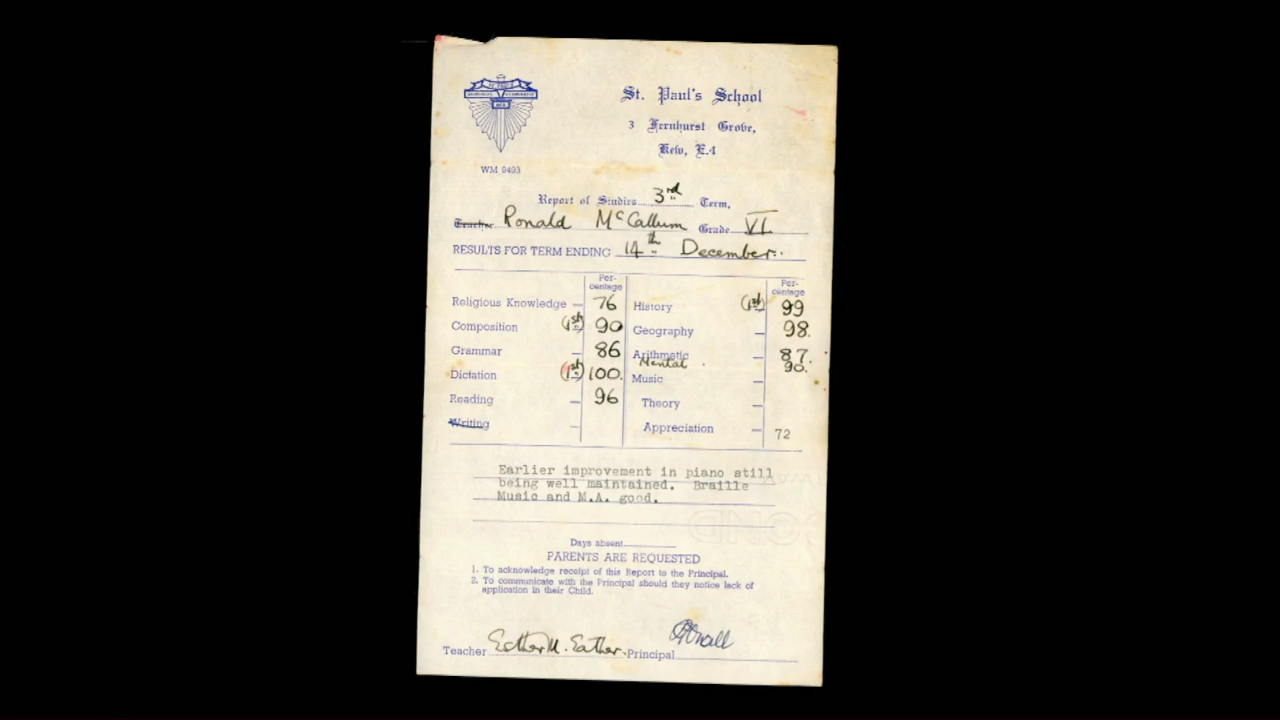 St. Paul's School
3 Fernhurst Grove,
Kew, E.4
WM 0493
Report of Studies 3rd Term,
Teacher Ronald McCallum Grade VI
RESULTS FOR TERM ENDING 14th December
Per-centage Per-centage
Religious Knowledge — 76 History (1st) 99
Composition (1st) 90 Geography — 98.
Grammar — 86 Arithmetic — 87.
Mental 90.
Dictation (1st) 100. Music —
Reading — 96 Theory —
Writing — Appreciation — 72
Earlier improvement in piano still
being well maintained. Braille
Music and M.A. good.
Days absent
PARENTS ARE REQUESTED
1. To acknowledge receipt of this Report to the Principal.
2. To communicate with the Principal should they notice lack of
application in their Child.
Teacher Esther M. Eather. Principal